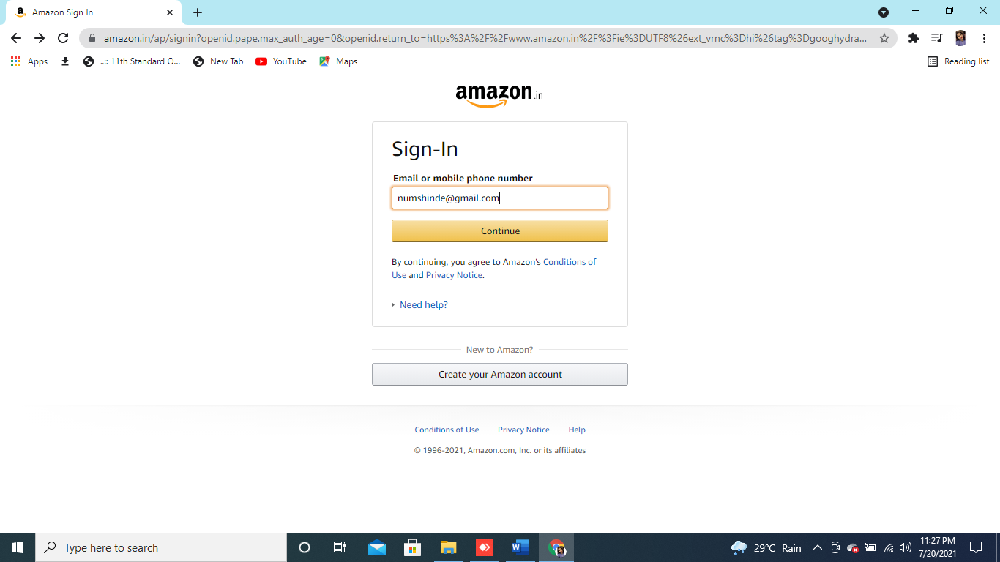 Amazon Sign In
amazon.in/ap/signin?openid.pape.max_auth_age=0&openid.return_to=https%3A%2F%2Fwww.amazon.in%2F%3Fie%3DUTF8%26ext_vrnc%3Dhi%26tag%3Dgooghydra...
Apps ..:: 11th Standard O... New Tab YouTube Maps Reading list
amazon.in
Sign-In
Email or mobile phone number
numshinde@gmail.com
Continue
By continuing, you agree to Amazon's Conditions of
Use and Privacy Notice.
Need help?
New to Amazon?
Create your Amazon account
Conditions of Use Privacy Notice Help
© 1996-2021, Amazon.com, Inc. or its affiliates
Type here to search
29°C Rain
11:27 PM
7/20/2021